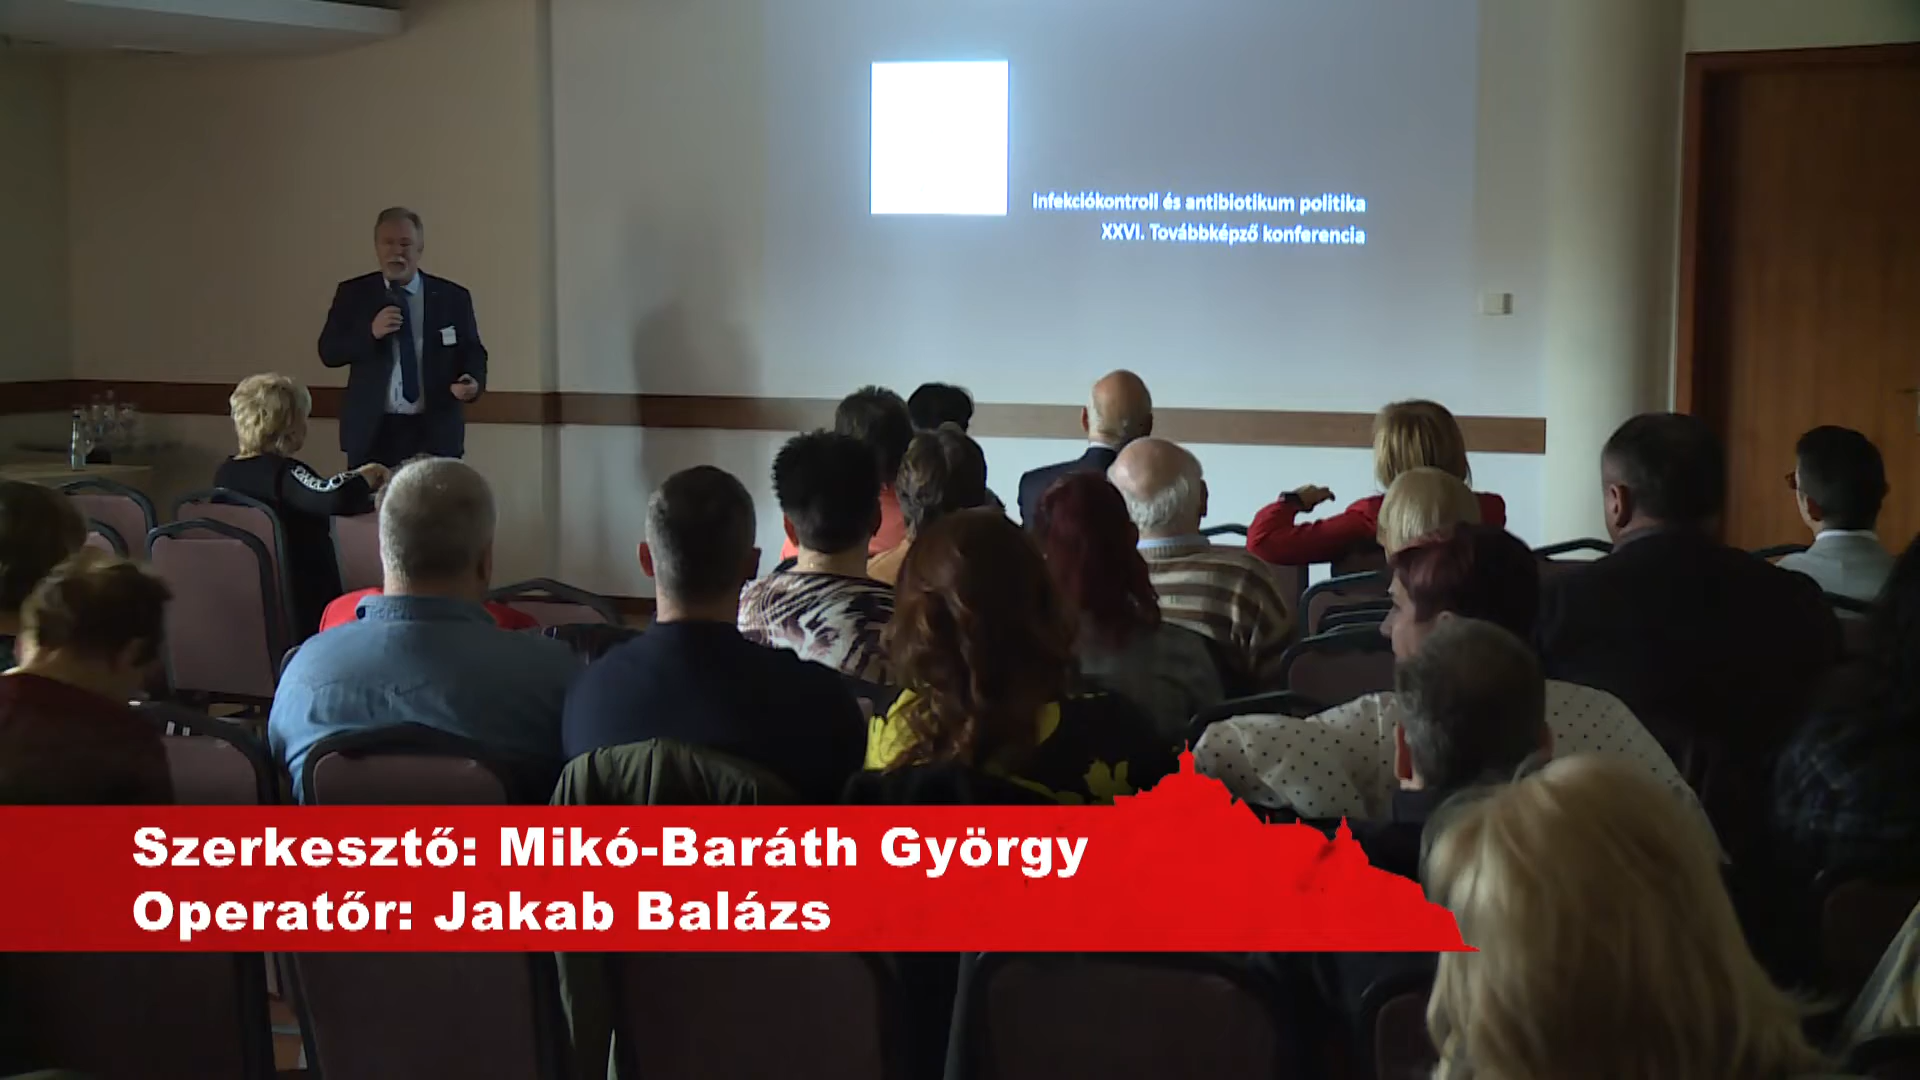 Infekciókontroll és antibiotikum politika
XXVI. Továbbképző konferencia
Szerkesztő: Mikó-Baráth György
Operatőr: Jakab Balázs